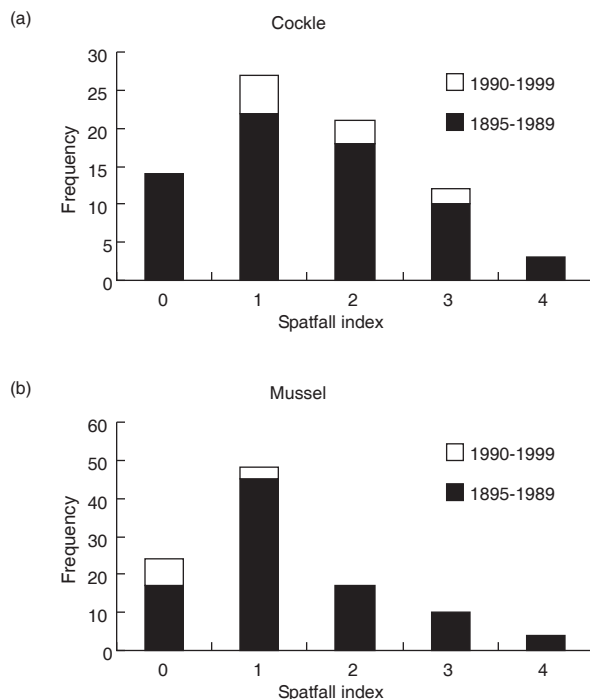 (a)
Cockle
30
25
20
15
10
5
0
Frequency
1990-1999
1895-1989
0 1 2 3 4
Spatfall index
(b)
Mussel
60
50
40
30
20
10
0
Frequency
1990-1999
1895-1989
0 1 2 3 4
Spatfall index